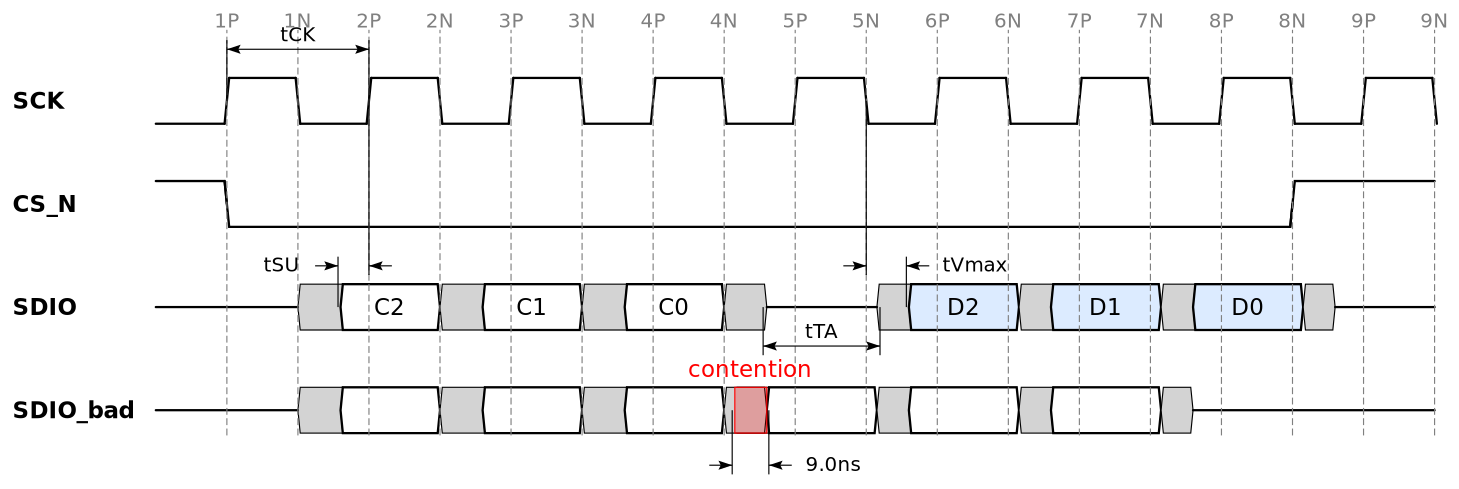 1P 1N 2P 2N 3P 3N 4P 4N 5P 5N 6P 6N 7P 7N 8P 8N 9P 9N
tCK
SCK
CS_N
tSU tVmax
SDIO C2 C1 C0 D2 D1 D0
tTA
contention
SDIO_bad
9.0ns